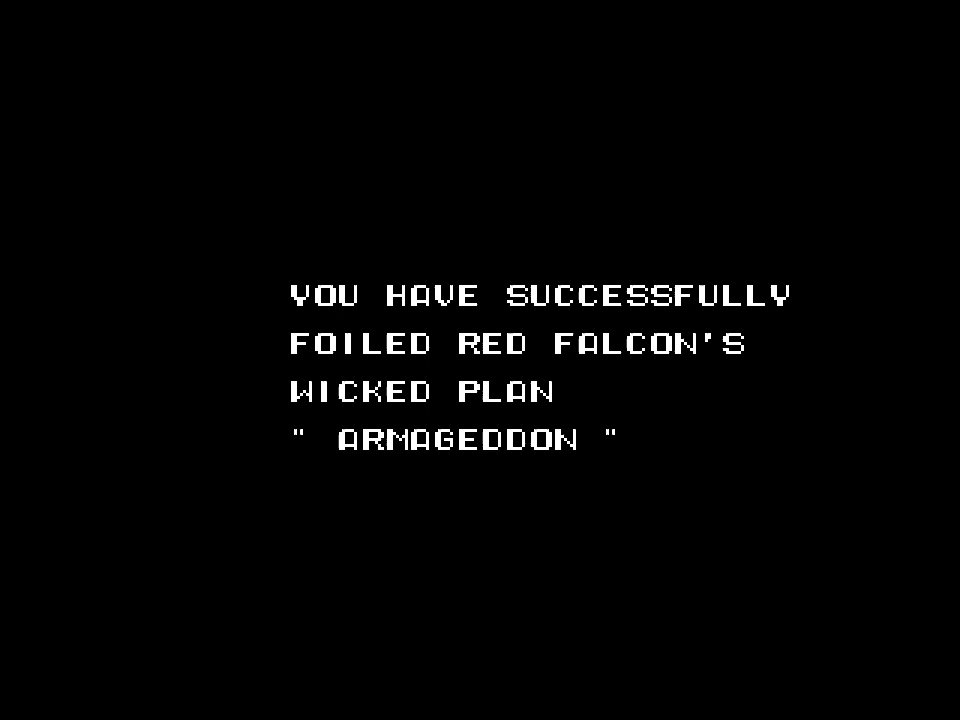 YOU HAVE SUCCESSFULLY
FOILED RED FALCON'S
WICKED PLAN
" ARMAGEDDON "